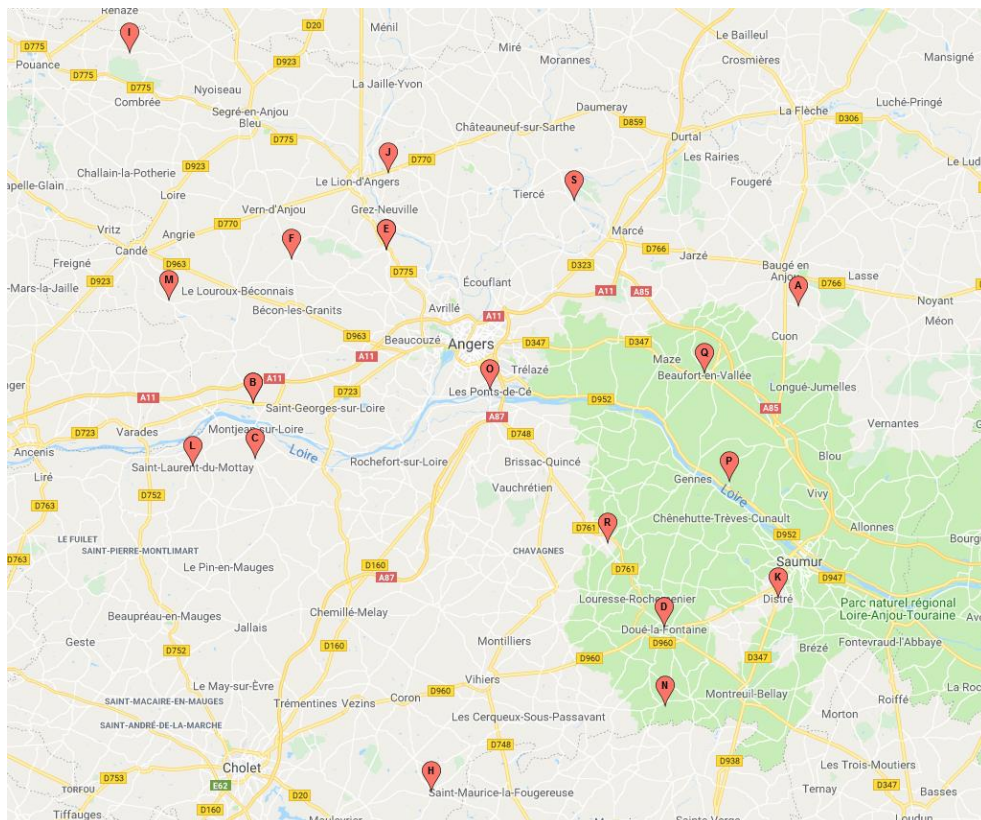 Renazé
Ménil
D20
Le Bailleul
I
Miré
Crosmières
Mansigné
D775
Pouance
D923
Morannes
D775
La Jaille-Yvon
D775
Nyoiseau
Combrée
Daumeray
La Flèche
Luché-Pringé
Segré-en-Anjou
Bleu
Châteauneuf-sur-Sarthe
D859
D306
Durtal
D775
J
D770
Les Rairies
D923
Challain-la-Potherie
Le Lion-d'Angers
S
Fougeré
Tiercé
Loire
Vern-d'Anjou
Grez-Neuville
D770
E
Marcé
Vritz
Angrie
F
D766
Candé
D963
D775
Jarzé
Baugé en
Anjou
Freigné
D323
Lasse
D923
M
Écouflant
A
D766
-Mars-la-Jaille
Le Louroux-Béconnais
A11
A85
Noyant
Bécon-les-Grants
Avrillé
A11
Méon
D963
Beaucouzé
Angers
D347
D347
Cuon
A11
Maze
Q
O
Trélazé
Beaufort-en-Vallée
B
A11
D723
Les Ponts-de-Cé
Longué-Jumelles
A11
Saint-Georges-sur-Loire
D952
A85
A87
D723
Varades
Montjean-sur-Loire
Vernantes
C
D748
Ancenis
L
Loire
Blou
Saint-Laurent-du-Mottay
Rochefort-sur-Loire
Brissac-Quincé
P
Liré
Gennes
D752
Vauchrétien
Loire
Vivy
D763
R
Chênehutte-Trèves-Cunault
D761
Allonnes
LE FUILET
D952
SAINT-PIERRE-MONTLIMART
CHAVAGNES
D763
D160
Saumur
Le Pin-en-Mauges
D761
A87
K
D947
Louresse-Rochemenier
Distré
Beaupréau-en-Mauges
Chemillé-Melay
D
Parc naturel régional
Loire-Anjou-Touraine
Jallais
Doué-la-Fontaine
Geste
D160
Montilliers
D960
Fontevraud-l'Abbaye
D752
D960
D347
Brézé
Vihiers
N
Le May-sur-Èvre
D960
Montreuil-Bellay
Coron
Roiffé
SAINT-MACAIRE-EN-MAUGES
Trémentines
Vezins
Morton
SAINT-ANDRÉ-DE-LA-MARCHE
Les Cerqueux-Sous-Passavant
D748
D938
Cholet
H
Les Trois-Moutiers
D753
E62
D347
TORFOU
Saint-Maurice-la-Fougereuse
Ternay
Basses
D20
D160
Tiffauges
Loudun